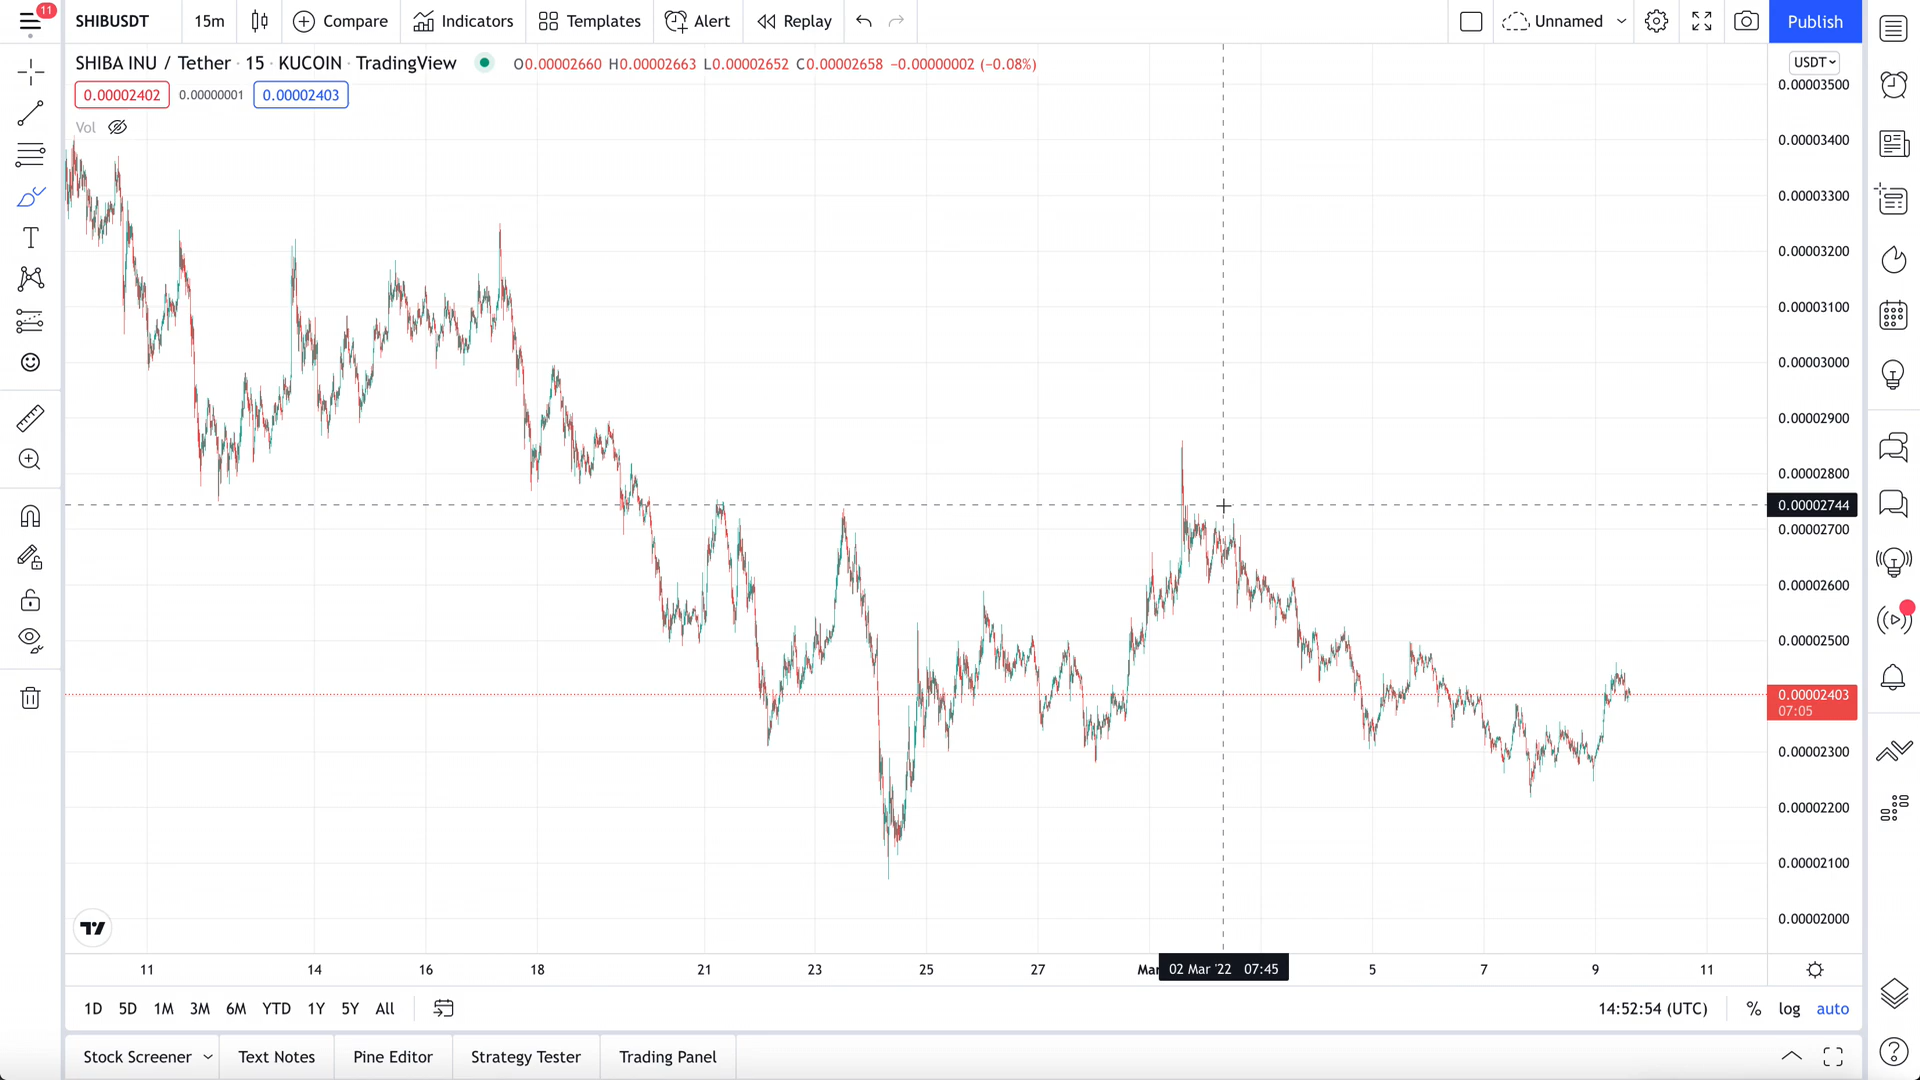 11
SHIBUSDT 15m Compare Indicators Templates Alert Replay Unnamed Publish
SHIBA INU / Tether · 15 · KUCOIN · TradingView O0.00002660 H0.00002663 L0.00002652 C0.00002658 −0.00000002 (−0.08%) USDT
0.00002402 0.00000001 0.00002403
Vol
T
0.00003500
0.00003400
0.00003300
0.00003200
0.00003100
0.00003000
0.00002900
0.00002800
0.00002744
0.00002700
0.00002600
0.00002500
0.00002403
07:05
0.00002300
0.00002200
0.00002100
0.00002000
11 14 16 18 21 23 25 27 Mar 02 Mar '22 07:45 5 7 9 11
1D 5D 1M 3M 6M YTD 1Y 5Y All 14:52:54 (UTC) % log auto
Stock Screener Text Notes Pine Editor Strategy Tester Trading Panel